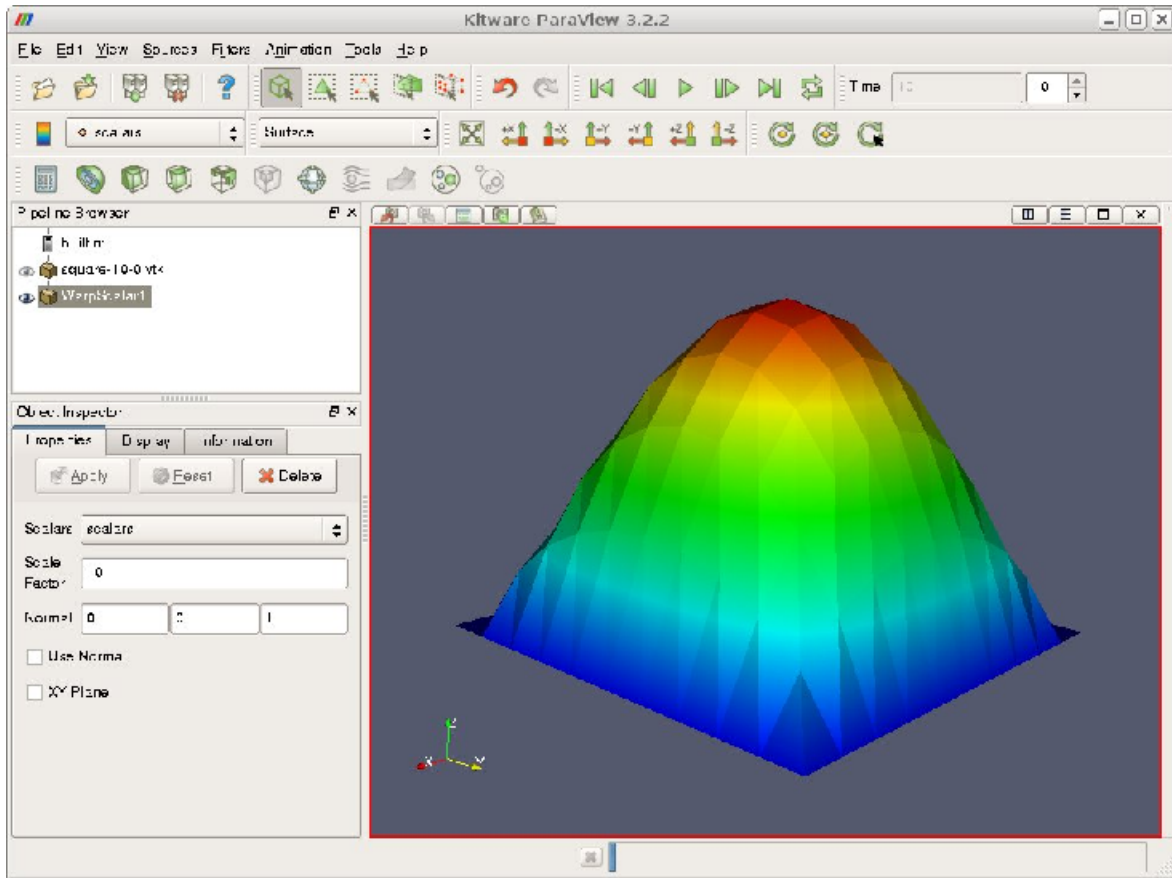 Kitware ParaView 3.2.2
File Edit View Sources Filters Animation Tools Help
Time 0
scalars Surface
+X -X +Y -Y +Z -Z
Pipeline Browser
builtin:
square-10-0.vtk
WarpScalar1
Object Inspector
Properties Display Information
Apply Reset Delete
Scalars scalars
Scale
Factor
Normal 0 0 1
Use Normal
XY Plane
Z
X Y